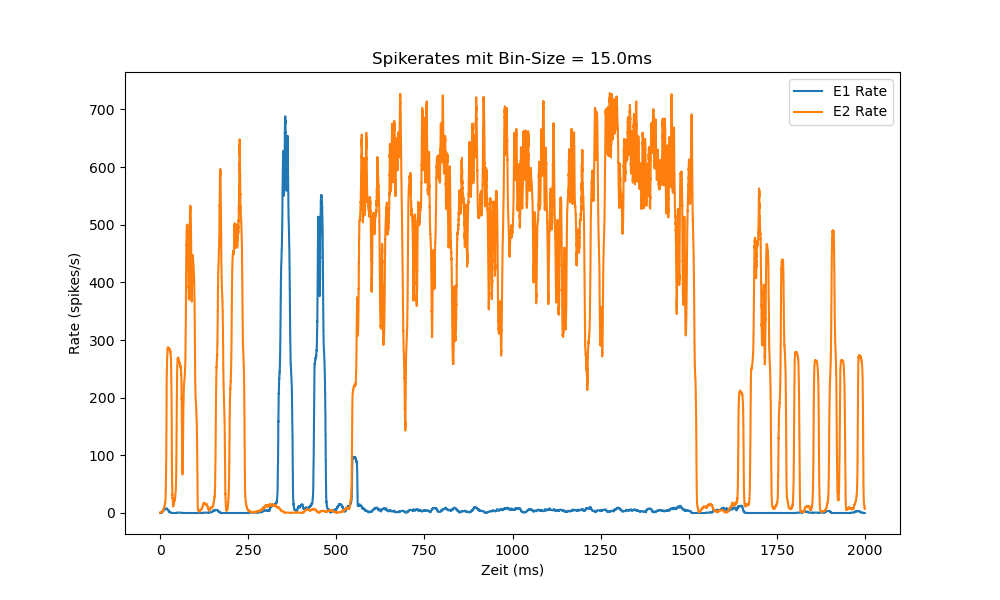 Spikerates mit Bin-Size = 15.0ms
E1 Rate
E2 Rate
700
600
500
400
300
200
100
0
Rate (spikes/s)
0 250 500 750 1000 1250 1500 1750 2000
Zeit (ms)